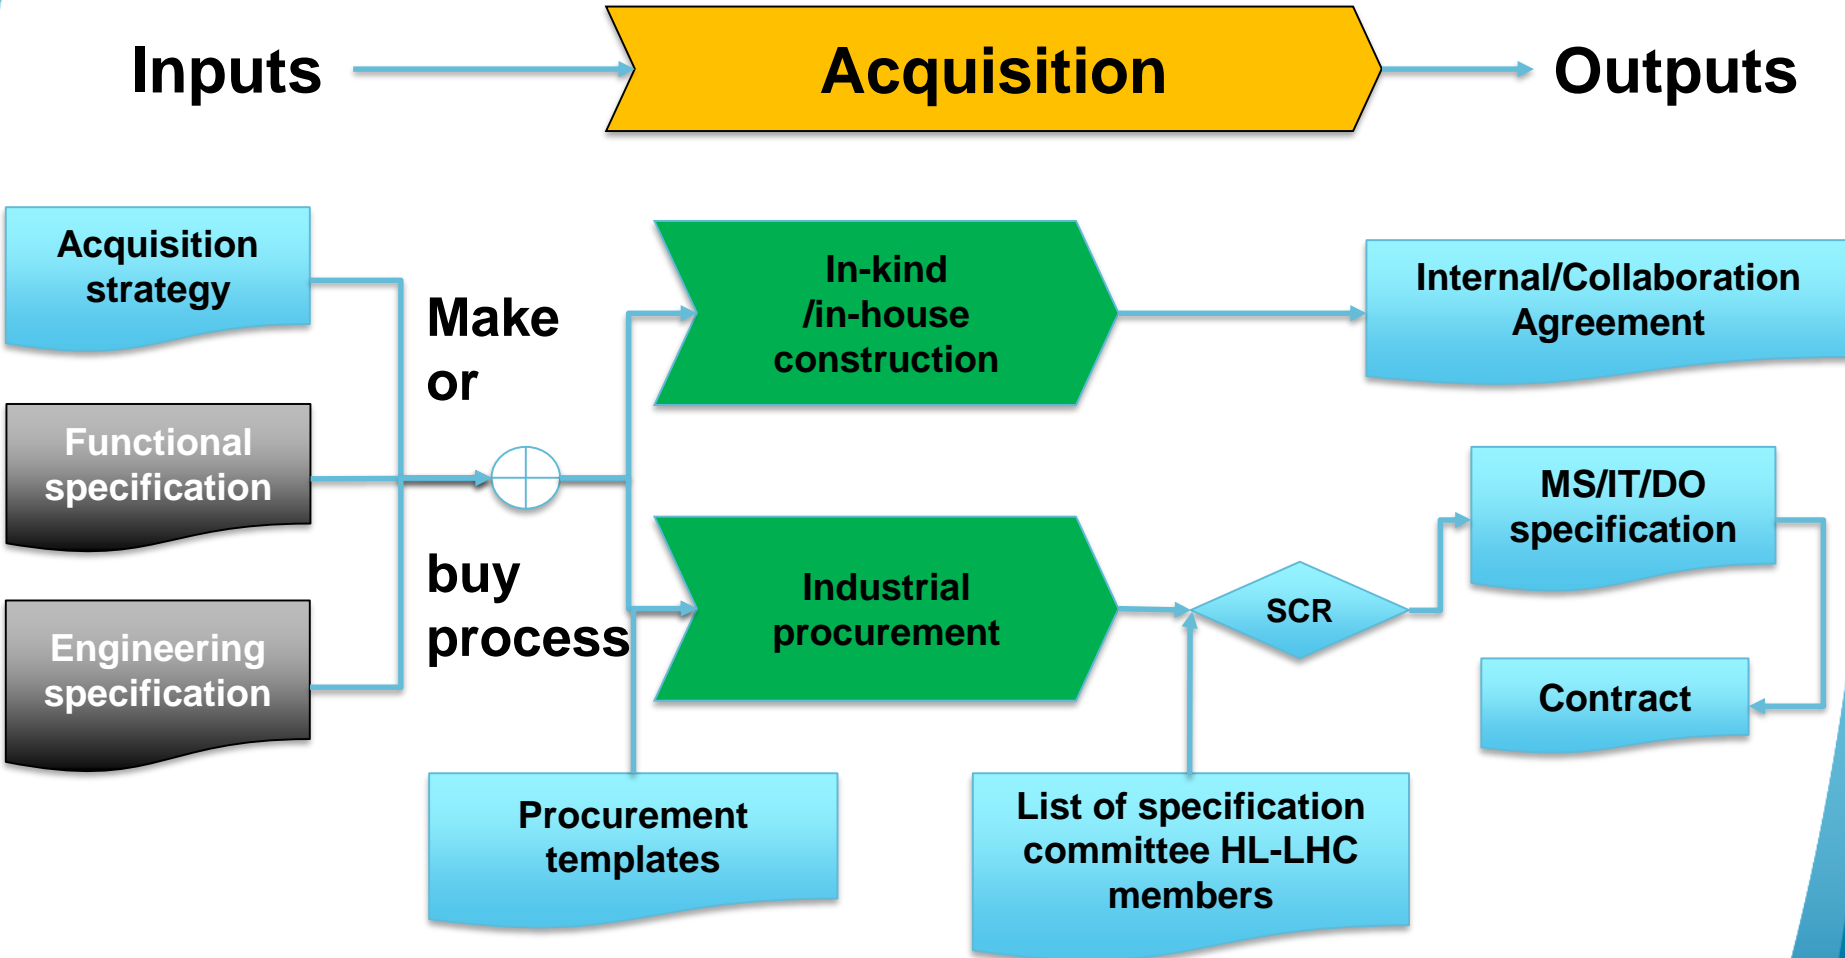 Inputs
Acquisition
Outputs
Acquisition
strategy
Functional
specification
Engineering
specification
Make
or
buy
process
In-kind
/in-house
construction
Industrial
procurement
Internal/Collaboration
Agreement
SCR
MS/IT/DO
specification
Contract
Procurement
templates
List of specification
committee HL-LHC
members